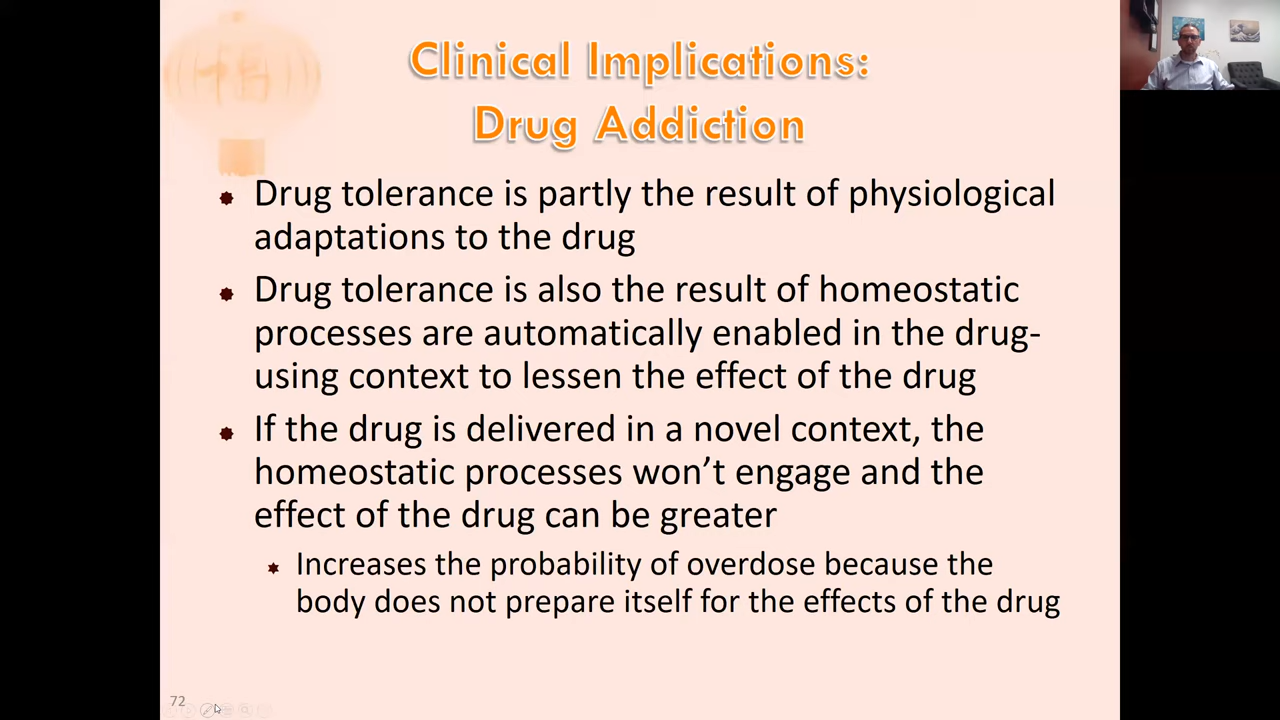 福
Clinical Implications:
Drug Addiction
Drug tolerance is partly the result of physiological
adaptations to the drug
Drug tolerance is also the result of homeostatic
processes are automatically enabled in the drug-
using context to lessen the effect of the drug
If the drug is delivered in a novel context, the
homeostatic processes won’t engage and the
effect of the drug can be greater
Increases the probability of overdose because the
body does not prepare itself for the effects of the drug
72